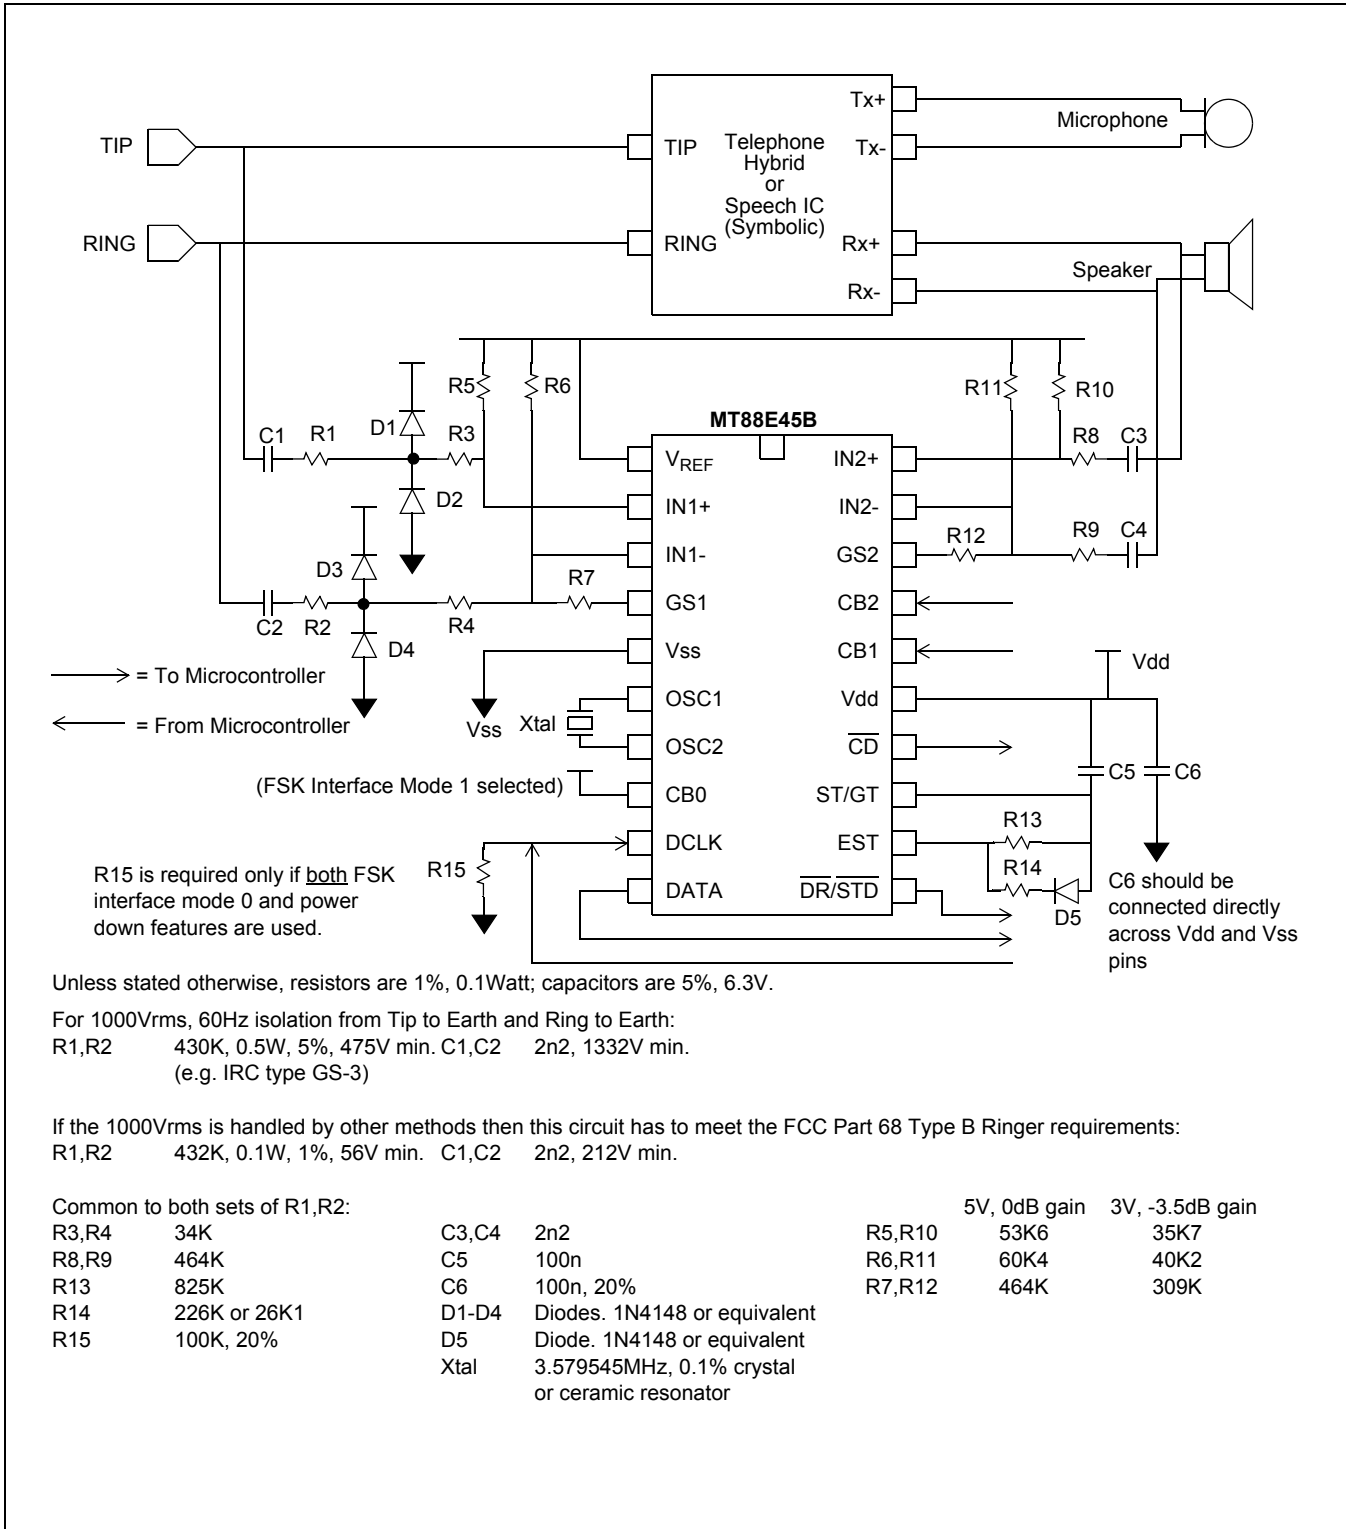 Tx+
Microphone
TIP
TIP
Telephone
Hybrid
or
Speech IC
(Symbolic)
Tx-
RING
RING
Rx+
Speaker
Rx-
R5
R6
R11
R10
MT88E45B
C1
R1
D1
R3
R8
C3
VREF
IN2+
D2
IN1+
IN2-
R12
R9
C4
D3
IN1-
GS2
R7
GS1
CB2
C2
R2
R4
D4
Vss
CB1
Vdd
= To Microcontroller
OSC1
Vdd
Vss
Xtal
= From Microcontroller
OSC2
CD
C5
C6
(FSK Interface Mode 1 selected)
CB0
ST/GT
R13
DCLK
EST
R15
R14
DATA
DR/STD
D5
R15 is required only if both FSK
interface mode 0 and power
down features are used.
C6 should be
connected directly
across Vdd and Vss
pins
Unless stated otherwise, resistors are 1%, 0.1Watt; capacitors are 5%, 6.3V.
For 1000Vrms, 60Hz isolation from Tip to Earth and Ring to Earth:
R1,R2 430K, 0.5W, 5%, 475V min. C1,C2 2n2, 1332V min.
(e.g. IRC type GS-3)
If the 1000Vrms is handled by other methods then this circuit has to meet the FCC Part 68 Type B Ringer requirements:
R1,R2 432K, 0.1W, 1%, 56V min. C1,C2 2n2, 212V min.
Common to both sets of R1,R2: 5V, 0dB gain 3V, -3.5dB gain
R3,R4 34K C3,C4 2n2 R5,R10 53K6 35K7
R8,R9 464K C5 100n R6,R11 60K4 40K2
R13 825K C6 100n, 20% R7,R12 464K 309K
R14 226K or 26K1 D1-D4 Diodes. 1N4148 or equivalent
R15 100K, 20% D5 Diode. 1N4148 or equivalent
Xtal 3.579545MHz, 0.1% crystal
or ceramic resonator